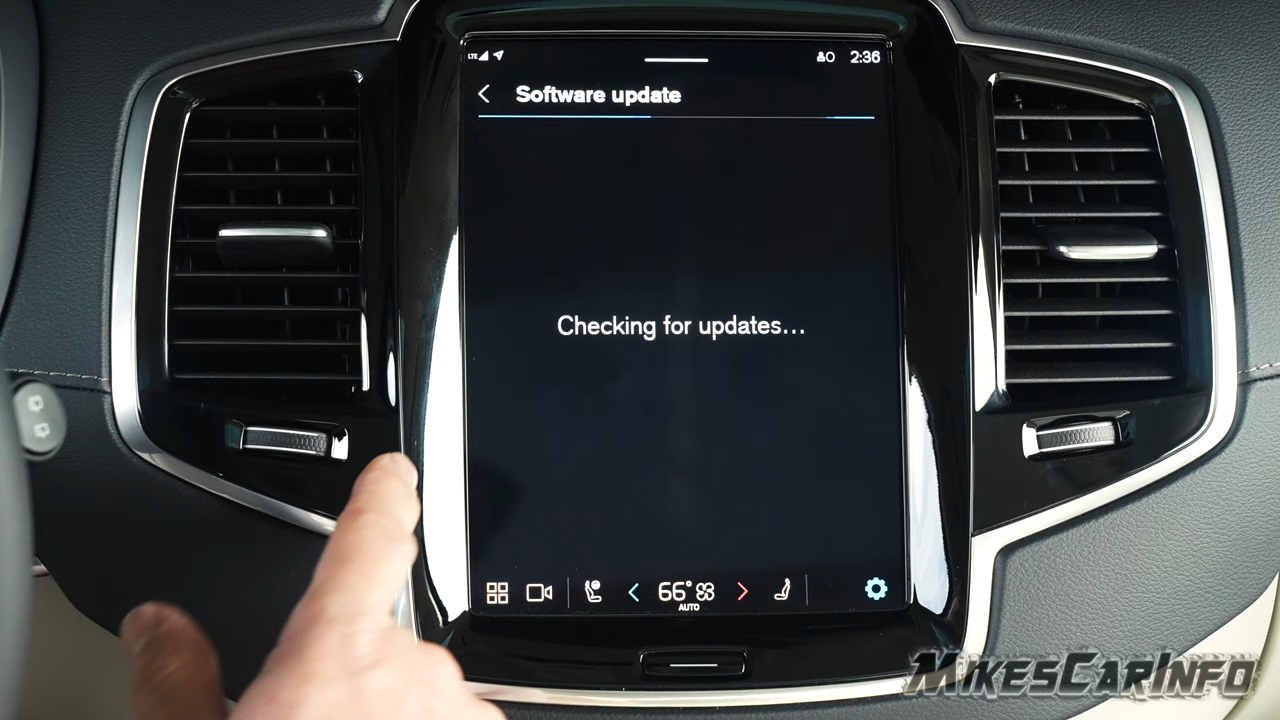 LTE
2:36
Software update
Checking for updates...
66°
AUTO
MIKESCARINFO